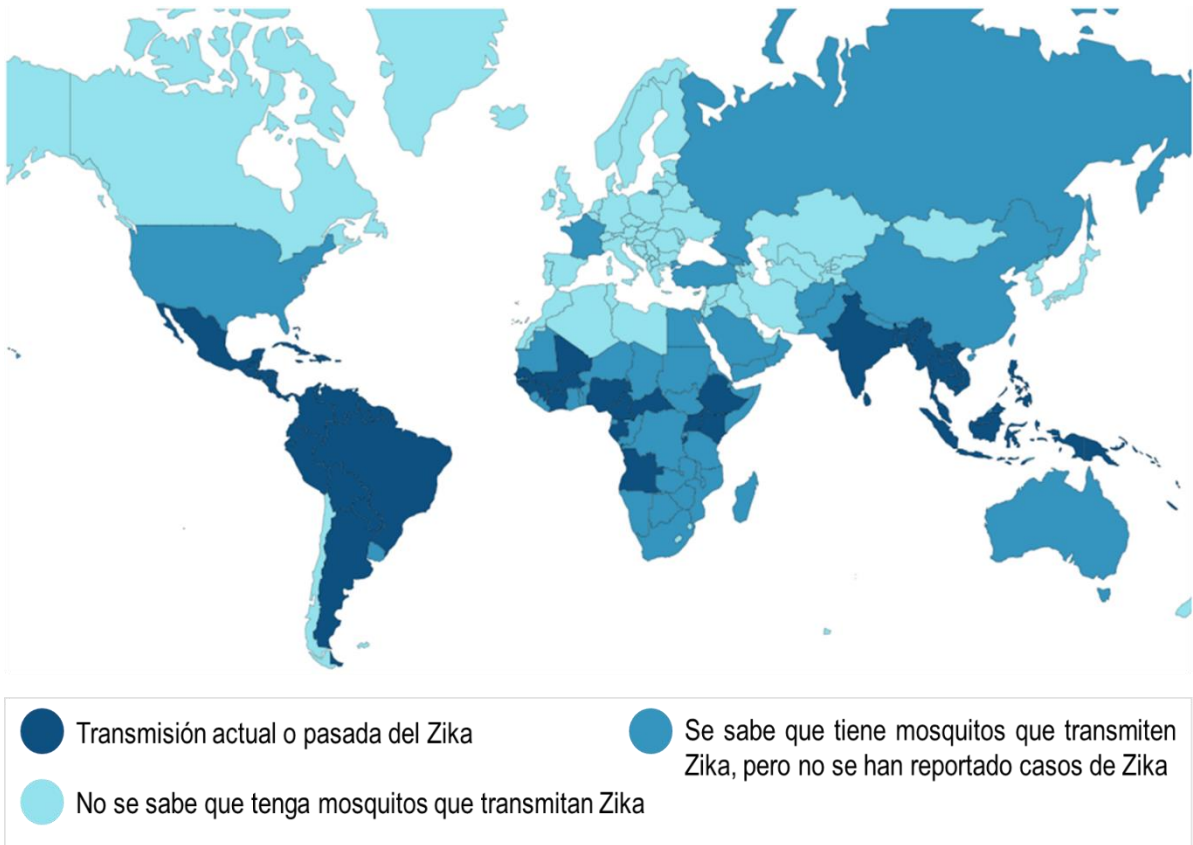 Transmisión actual o pasada del Zika
No se sabe que tenga mosquitos que transmitan Zika
Se sabe que tiene mosquitos que transmiten
Zika, pero no se han reportado casos de Zika